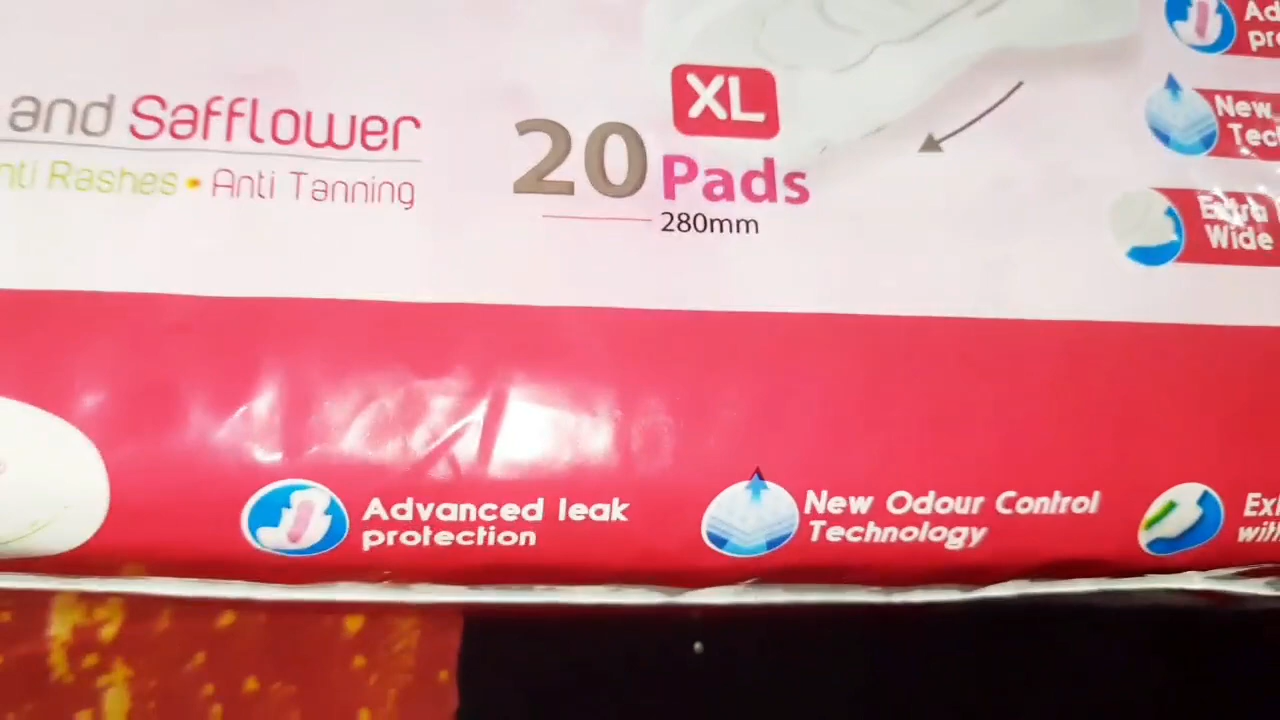 and Safflower
Anti Rashes • Anti Tanning
XL
20 Pads
280mm
New
Extra
Wide
Advanced leak
protection
New Odour Control
Technology